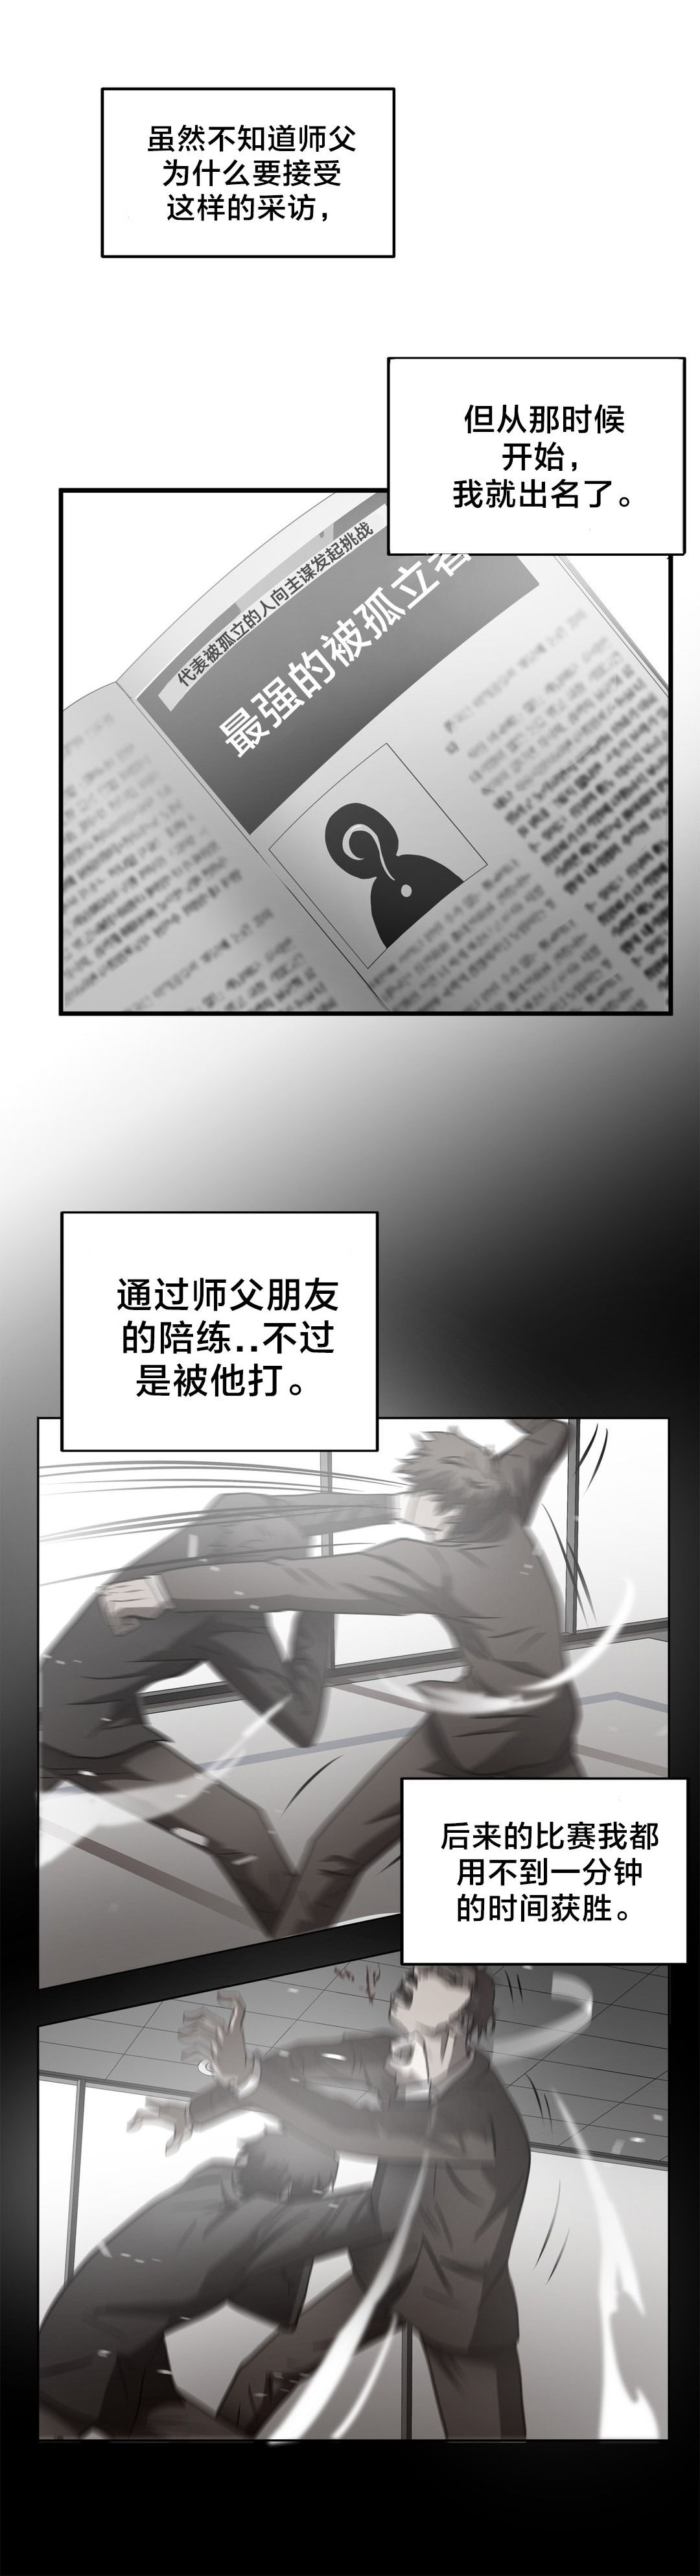 虽然不知道师父
为什么要接受
这样的采访，
但从那时候
开始，
我就出名了。
代表被孤立的人向主谋发起挑战
最强的被孤立者
通过师父朋友
的陪练..不过
是被他打。
后来的比赛我都
用不到一分钟
的时间获胜。